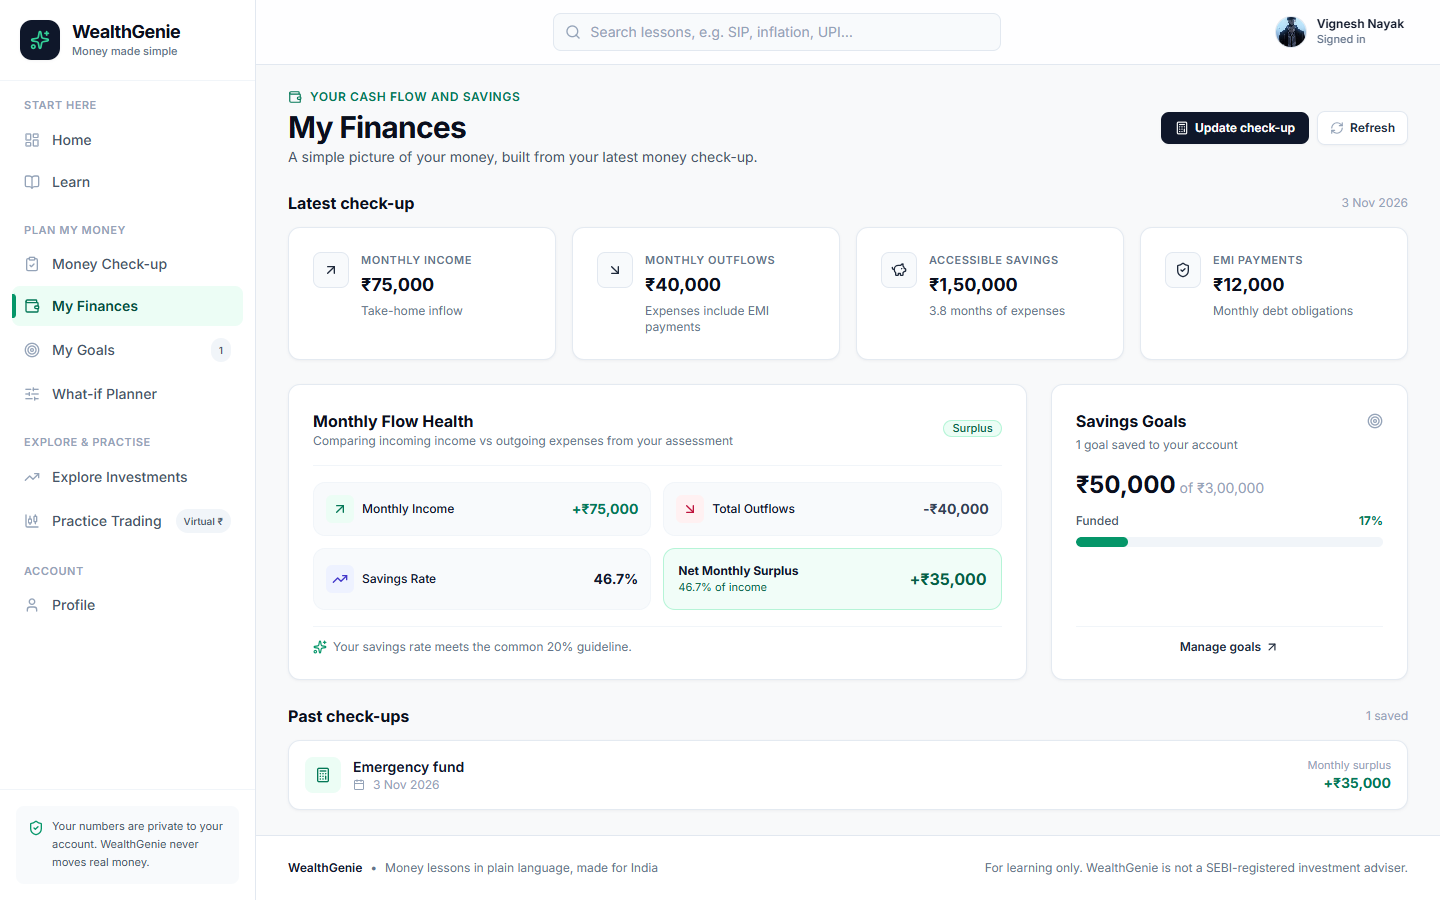 WealthGenie
Money made simple
START HERE
Home
Learn
PLAN MY MONEY
Money Check-up
My Finances
My Goals
1
What-if Planner
EXPLORE & PRACTISE
Explore Investments
Practice Trading
Virtual ₹
ACCOUNT
Profile
Your numbers are private to your
account. WealthGenie never
moves real money.
Search lessons, e.g. SIP, inflation, UPI...
Vignesh Nayak
Signed in
YOUR CASH FLOW AND SAVINGS
My Finances
A simple picture of your money, built from your latest money check-up.
Update check-up
Refresh
Latest check-up
3 Nov 2026
MONTHLY INCOME
₹75,000
Take-home inflow
MONTHLY OUTFLOWS
₹40,000
Expenses include EMI
payments
ACCESSIBLE SAVINGS
₹1,50,000
3.8 months of expenses
EMI PAYMENTS
₹12,000
Monthly debt obligations
Monthly Flow Health
Comparing incoming income vs outgoing expenses from your assessment
Surplus
Monthly Income
+₹75,000
Total Outflows
-₹40,000
Savings Rate
46.7%
Net Monthly Surplus
46.7% of income
+₹35,000
Your savings rate meets the common 20% guideline.
Savings Goals
1 goal saved to your account
₹50,000 of ₹3,00,000
Funded
17%
Manage goals
Past check-ups
1 saved
Emergency fund
3 Nov 2026
Monthly surplus
+₹35,000
WealthGenie • Money lessons in plain language, made for India
For learning only. WealthGenie is not a SEBI-registered investment adviser.